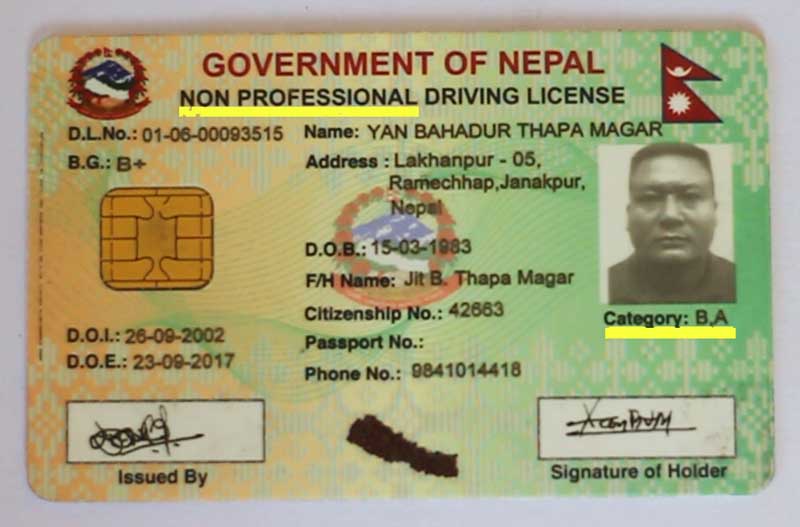 GOVERNMENT OF NEPAL
NON PROFESSIONAL DRIVING LICENSE
D.L.No.: 01-06-00093515 Name: YAN BAHADUR THAPA MAGAR
B.G.: B+ Address : Lakhanpur - 05,
Ramechhap,Janakpur,
Nepal
D.O.B.: 15-03-1983
F/H Name: Jit B. Thapa Magar
Citizenship No.: 42663
Category: B,A
D.O.I.: 26-09-2002
Passport No.:
D.O.E.: 23-09-2017
Phone No.: 9841014418
Issued By
Signature of Holder